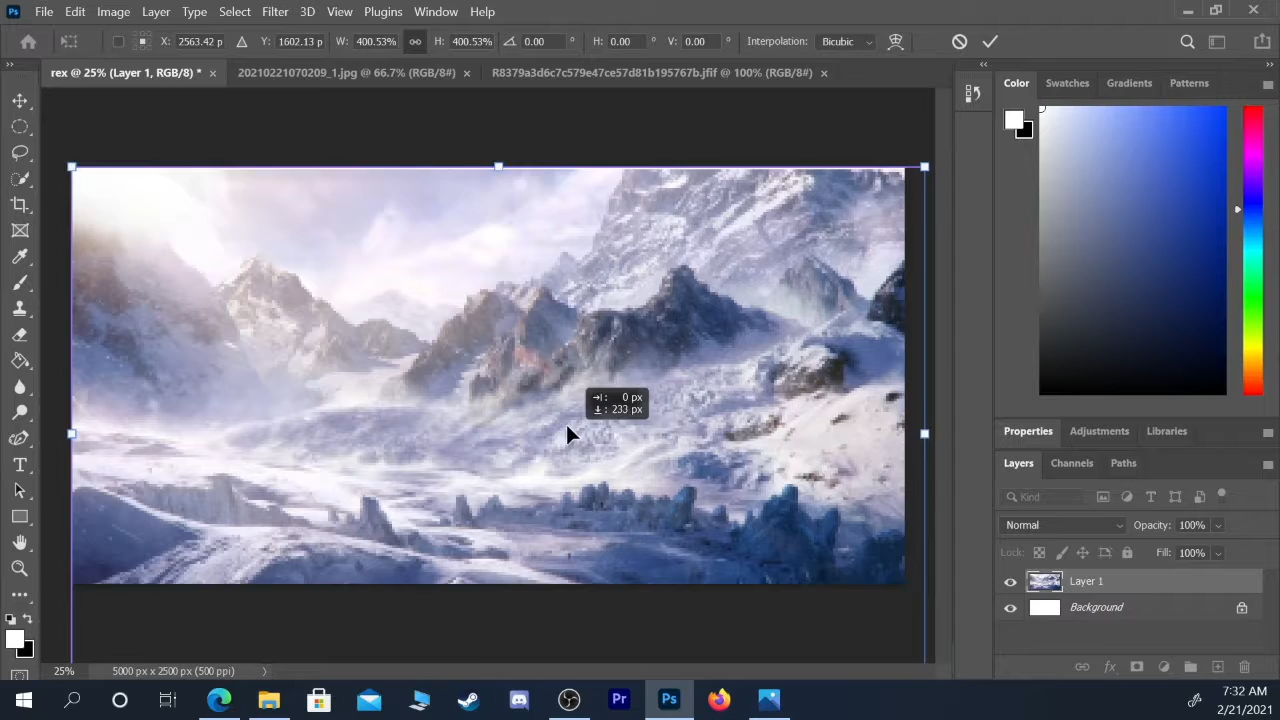 Ps File Edit Image Layer Type Select Filter 3D View Plugins Window Help
X: 2563.42 p Y: 1602.13 p W: 400.53% H: 400.53% 0.00 ° H: 0.00 ° V: 0.00 ° Interpolation: Bicubic
rex @ 25% (Layer 1, RGB/8) * × 20210221070209_1.jpg @ 66.7% (RGB/8#) × R8379a3d6c7c579e47ce57d81b195767b.jfif @ 100% (RGB/8#) ×
Color Swatches Gradients Patterns
0 px
: 233 px
Properties Adjustments Libraries
Layers Channels Paths
Kind
Normal Opacity: 100%
Lock: Fill: 100%
Layer 1
Background
25% 5000 px x 2500 px (500 ppi)
Pr Ps
7:32 AM
2/21/2021